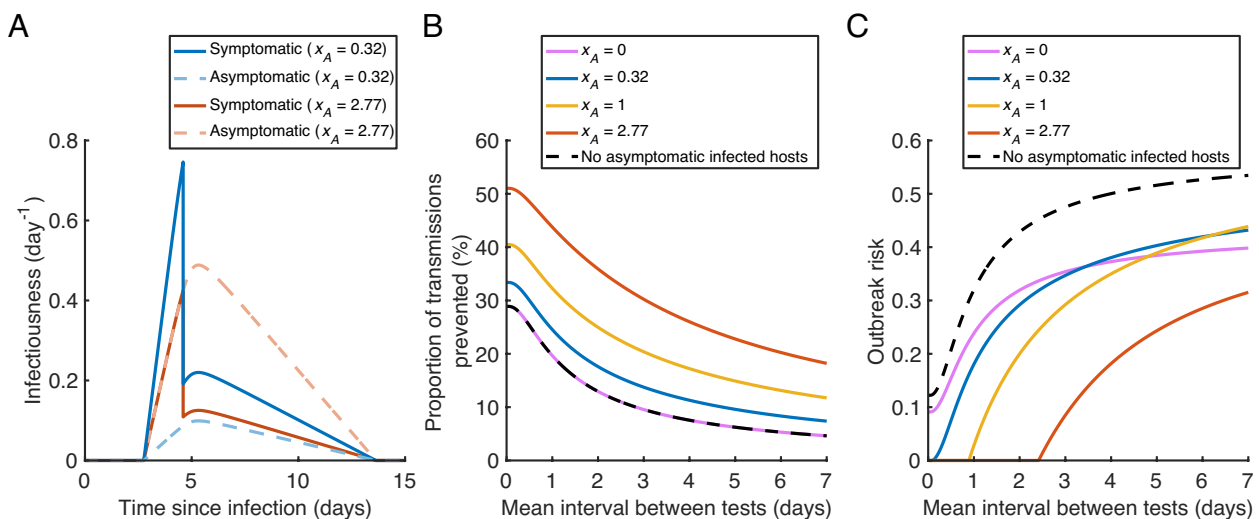 A
Symptomatic (x_A = 0.32)
Asymptomatic (x_A = 0.32)
Symptomatic (x_A = 2.77)
Asymptomatic (x_A = 2.77)
0.8
0.6
0.4
0.2
0
0 5 10 15
Infectiousness (day⁻¹)
Time since infection (days)
B
x_A = 0
x_A = 0.32
x_A = 1
x_A = 2.77
No asymptomatic infected hosts
60
50
40
30
20
10
0
0 1 2 3 4 5 6 7
Proportion of transmissions
prevented (%)
Mean interval between tests (days)
C
x_A = 0
x_A = 0.32
x_A = 1
x_A = 2.77
No asymptomatic infected hosts
0.6
0.5
0.4
0.3
0.2
0.1
0
0 1 2 3 4 5 6 7
Outbreak risk
Mean interval between tests (days)